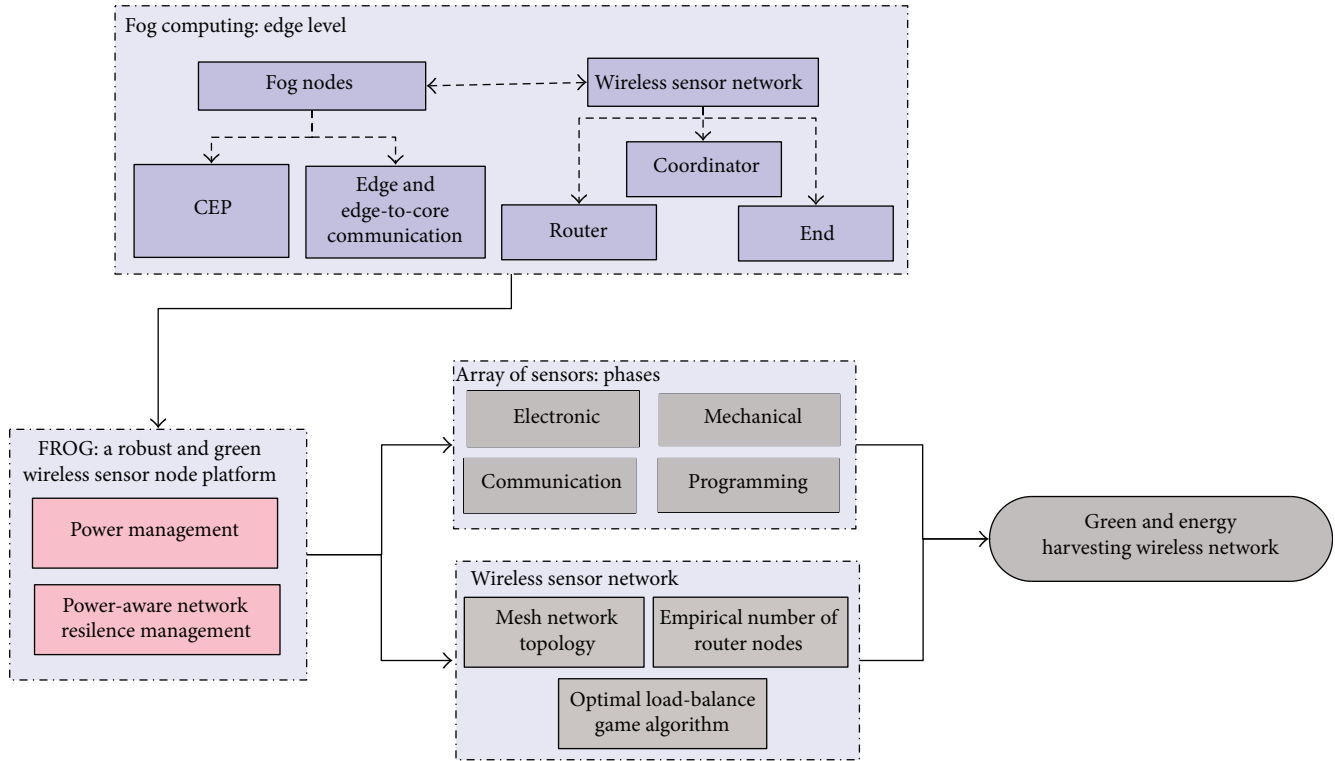 Fog computing: edge level
Fog nodes
Wireless sensor network
CEP
Edge and
edge-to-core
communication
Coordinator
Router
End
FROG: a robust and green
wireless sensor node platform
Power management
Power-aware network
resilence management
Array of sensors: phases
Electronic
Mechanical
Communication
Programming
Wireless sensor network
Mesh network
topology
Empirical number of
router nodes
Optimal load-balance
game algorithm
Green and energy
harvesting wireless network